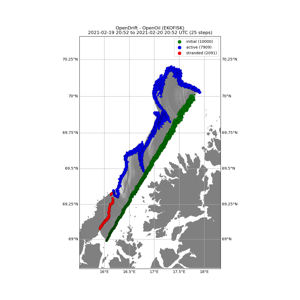 OpenDrift - OpenOil (EKOFISK)
2021-02-19 20:52 to 2021-02-20 20:52 UTC (25 steps)
initial (10000)
active (7909)
stranded (2091)
70.25°N 70.25°N
70°N 70°N
69.75°N 69.75°N
69.5°N 69.5°N
69.25°N 69.25°N
69°N 69°N
16°E 16.5°E 17°E 17.5°E 18°E